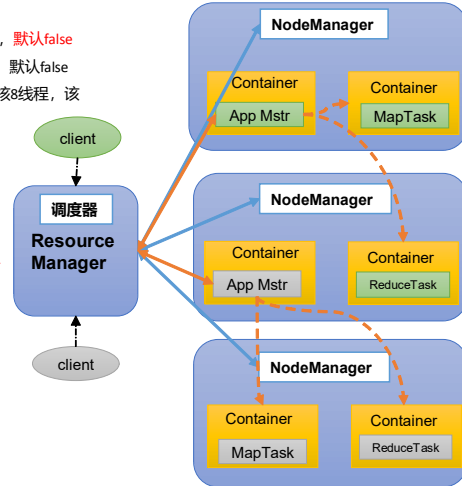 ，默认false
默认false
核8线程，该
client
调度器
Resource
Manager
client
NodeManager
Container
App Mstr
Container
MapTask
NodeManager
Container
App Mstr
Container
ReduceTask
NodeManager
Container
MapTask
Container
ReduceTask